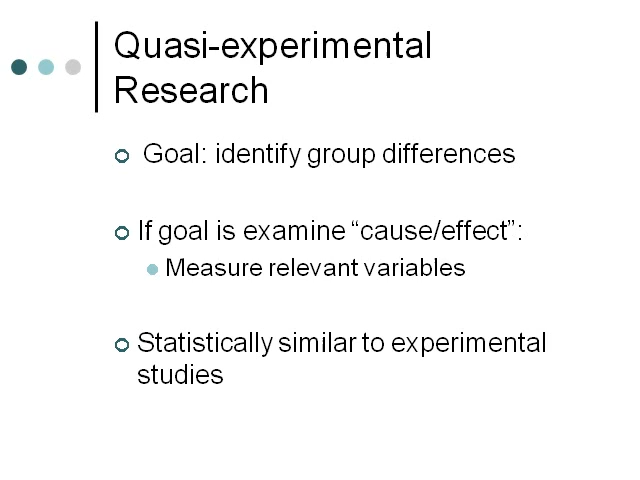 Quasi-experimental
Research
Goal: identify group differences
If goal is examine “cause/effect”:
Measure relevant variables
Statistically similar to experimental
studies